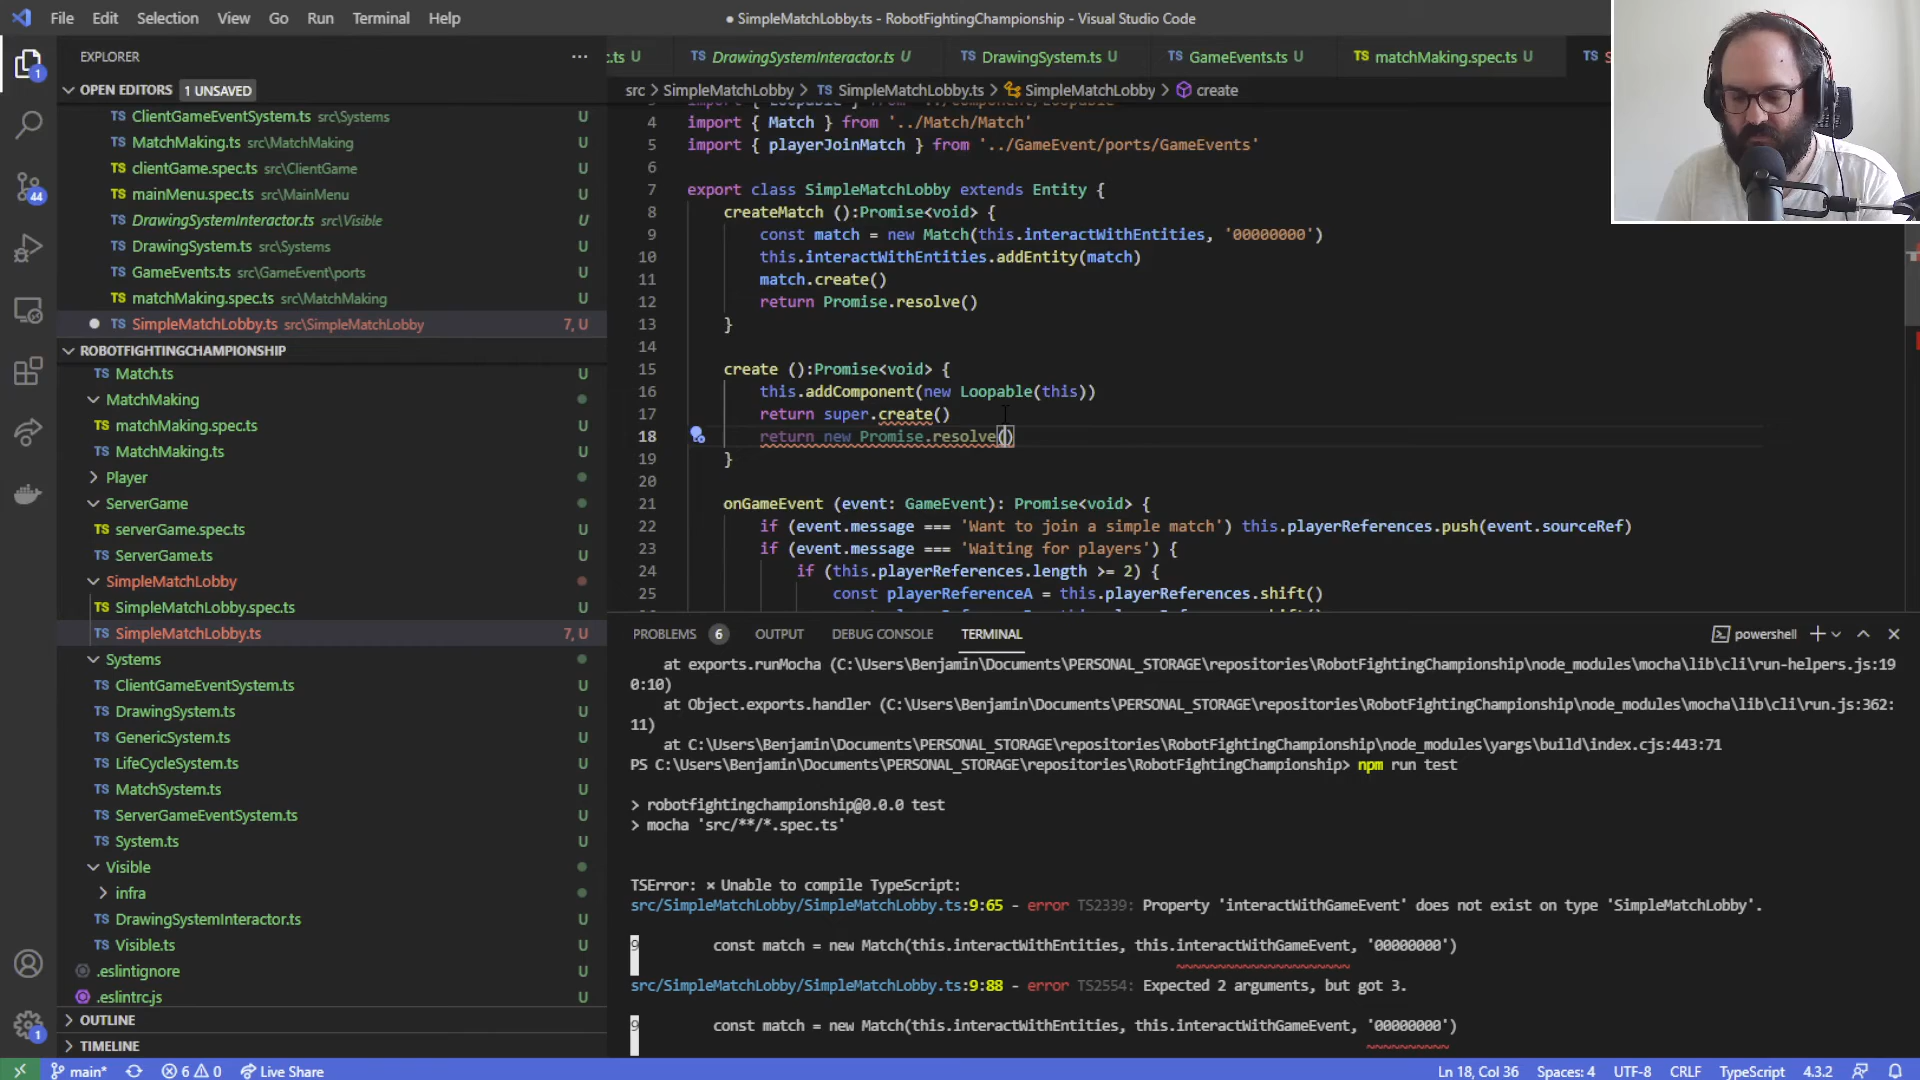 File Edit Selection View Go Run Terminal Help
● SimpleMatchLobby.ts - RobotFightingChampionship - Visual Studio Code
EXPLORER
OPEN EDITORS 1 UNSAVED
ClientGameEventSystem.ts src\Systems U
MatchMaking.ts src\MatchMaking U
clientGame.spec.ts src\ClientGame U
mainMenu.spec.ts src\MainMenu U
DrawingSystemInteractor.ts src\Visible U
DrawingSystem.ts src\Systems U
GameEvents.ts src\GameEvent\ports U
matchMaking.spec.ts src\MatchMaking U
SimpleMatchLobby.ts src\SimpleMatchLobby 7, U
ROBOTFIGHTINGCHAMPIONSHIP
Match.ts U
MatchMaking
matchMaking.spec.ts U
MatchMaking.ts U
Player
ServerGame
serverGame.spec.ts U
ServerGame.ts U
SimpleMatchLobby
SimpleMatchLobby.spec.ts U
SimpleMatchLobby.ts 7, U
Systems
ClientGameEventSystem.ts U
DrawingSystem.ts U
GenericSystem.ts U
LifeCycleSystem.ts U
MatchSystem.ts U
ServerGameEventSystem.ts U
System.ts U
Visible
infra
DrawingSystemInteractor.ts U
Visible.ts U
.eslintignore U
.eslintrc.js U
OUTLINE
TIMELINE
.ts U DrawingSystemInteractor.ts U DrawingSystem.ts U GameEvents.ts U matchMaking.spec.ts U
src > SimpleMatchLobby > SimpleMatchLobby.ts > SimpleMatchLobby > create
4 import { Match } from '../Match/Match'
5 import { playerJoinMatch } from '../GameEvent/ports/GameEvents'
6
7 export class SimpleMatchLobby extends Entity {
8 createMatch ():Promise<void> {
9 const match = new Match(this.interactWithEntities, '00000000')
10 this.interactWithEntities.addEntity(match)
11 match.create()
12 return Promise.resolve()
13 }
14
15 create ():Promise<void> {
16 this.addComponent(new Loopable(this))
17 return super.create()
18 return new Promise.resolve()
19 }
20
21 onGameEvent (event: GameEvent): Promise<void> {
22 if (event.message === 'Want to join a simple match') this.playerReferences.push(event.sourceRef)
23 if (event.message === 'Waiting for players') {
24 if (this.playerReferences.length >= 2) {
25 const playerReferenceA = this.playerReferences.shift()
PROBLEMS 6 OUTPUT DEBUG CONSOLE TERMINAL powershell
at exports.runMocha (C:\Users\Benjamin\Documents\PERSONAL_STORAGE\repositories\RobotFightingChampionship\node_modules\mocha\lib\cli\run-helpers.js:19
0:10)
at Object.exports.handler (C:\Users\Benjamin\Documents\PERSONAL_STORAGE\repositories\RobotFightingChampionship\node_modules\mocha\lib\cli\run.js:362:
11)
at C:\Users\Benjamin\Documents\PERSONAL_STORAGE\repositories\RobotFightingChampionship\node_modules\yargs\build\index.cjs:443:71
PS C:\Users\Benjamin\Documents\PERSONAL_STORAGE\repositories\RobotFightingChampionship> npm run test
> robotfightingchampionship@0.0.0 test
> mocha 'src/**/*.spec.ts'
TSError: ⨯ Unable to compile TypeScript:
src/SimpleMatchLobby/SimpleMatchLobby.ts:9:65 - error TS2339: Property 'interactWithGameEvent' does not exist on type 'SimpleMatchLobby'.
9 const match = new Match(this.interactWithEntities, this.interactWithGameEvent, '00000000')
~~~~~~~~~~~~~~~~~~~~~
src/SimpleMatchLobby/SimpleMatchLobby.ts:9:88 - error TS2554: Expected 2 arguments, but got 3.
9 const match = new Match(this.interactWithEntities, this.interactWithGameEvent, '00000000')
~~~~~~~~~~
1
44
1
main* 6 0 Live Share Ln 18, Col 36 Spaces: 4 UTF-8 CRLF TypeScript 4.3.2